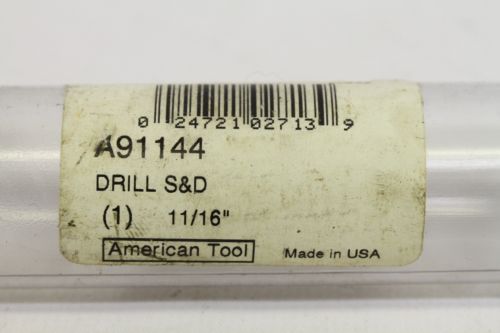 0 24721 02713 9
A91144
DRILL S&D
(1) 11/16"
American Tool Made in USA